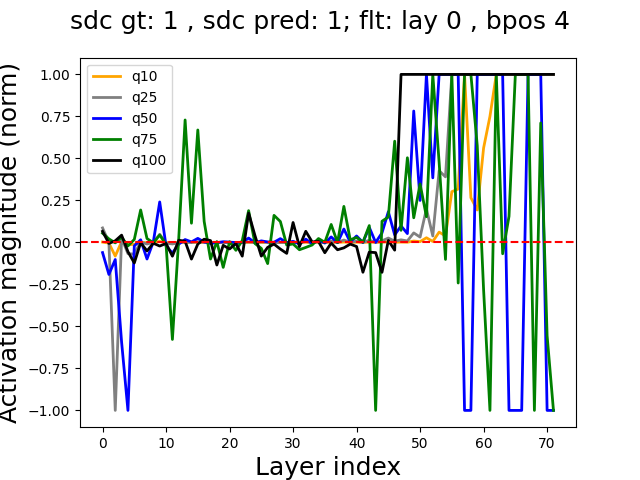 sdc gt: 1 , sdc pred: 1; flt: lay 0 , bpos 4
Activation magnitude (norm)
1.00
0.75
0.50
0.25
0.00
−0.25
−0.50
−0.75
−1.00
q10
q25
q50
q75
q100
0 10 20 30 40 50 60 70
Layer index